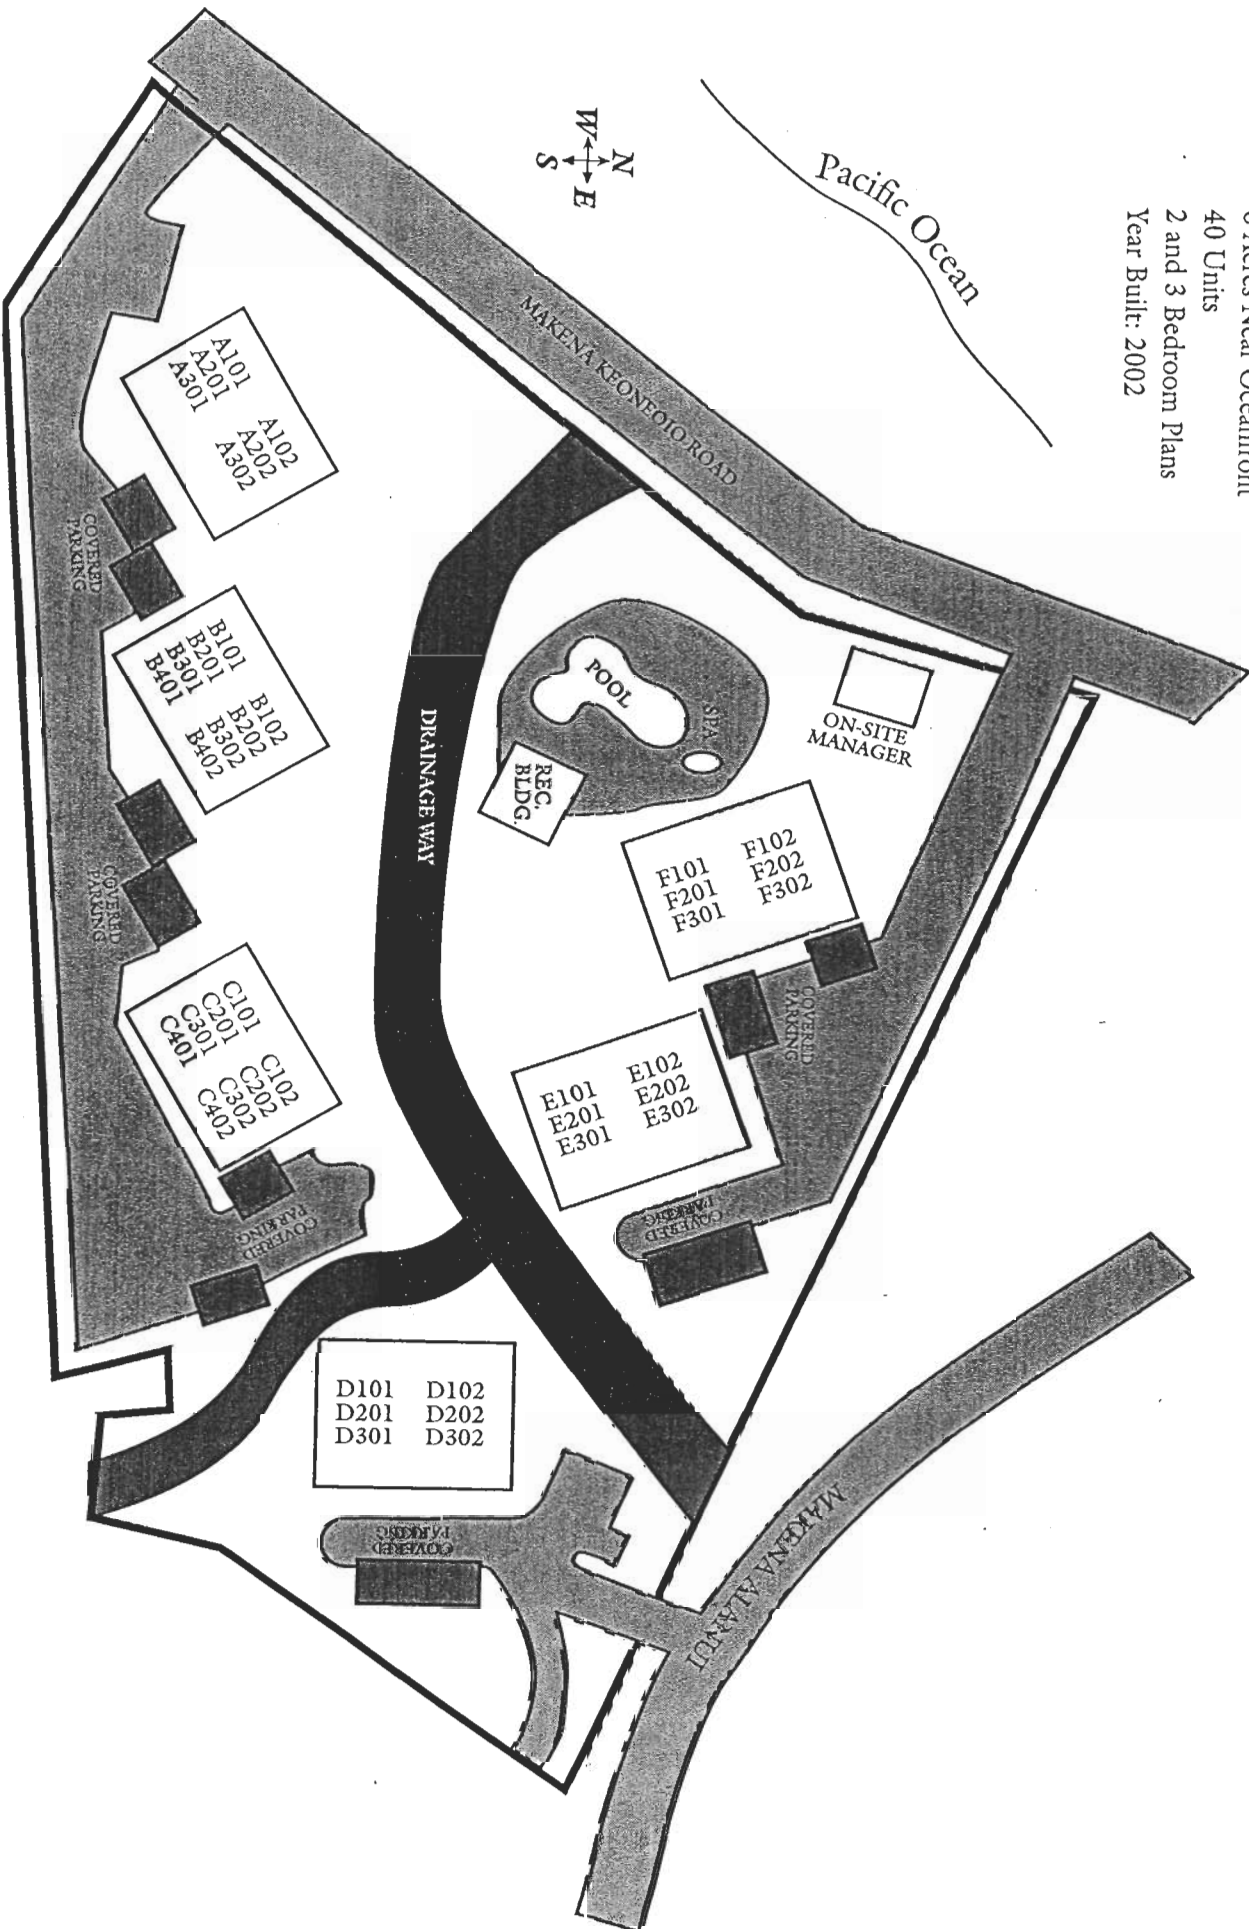 Acres Near Oceanfront
40 Units
2 and 3 Bedroom Plans
Year Built: 2002
Pacific Ocean
N
W E
S
MAKENA KEONEOIO ROAD
ON-SITE
MANAGER
POOL
SPA
REC.
BLDG.
DRAINAGE WAY
A101 A102
A201 A202
A301 A302
COVERED
PARKING
B101 B102
B201 B202
B301 B302
B401 B402
COVERED
PARKING
C101 C102
C201 C202
C301 C302
C401 C402
COVERED
PARKING
F101 F102
F201 F202
F301 F302
COVERED
PARKING
E101 E102
E201 E202
E301 E302
COVERED
PARKING
D101 D102
D201 D202
D301 D302
COVERED
PARKING
MAKENA ALANUI